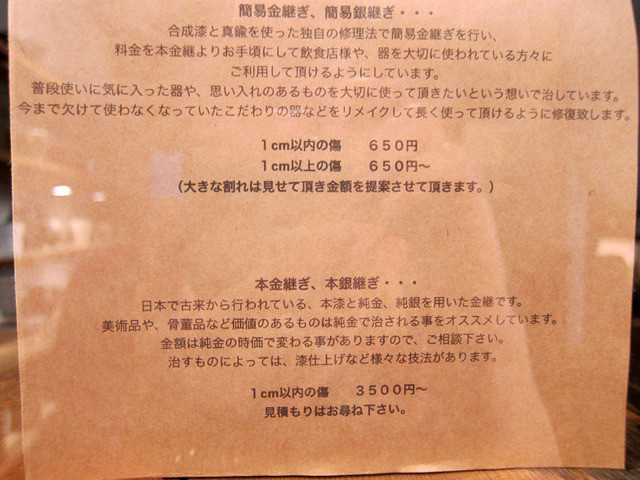 簡易金継ぎ、簡易銀継ぎ・・・
合成漆と真鍮を使った独自の修理法で簡易金継ぎを行い、
料金を本金継よりお手頃にして飲食店様や、器を大切に使われている方々に
ご利用して頂けるようにしています。
普段使いに気に入った器や、思い入れのあるものを大切に使って頂きたいという想いで治しています。
今まで欠けて使わなくなっていたこだわりの器などをリメイクして長く使って頂けるように修復致します。
1cm以内の傷 650円
1cm以上の傷 650円〜
（大きな割れは見せて頂き金額を提案させて頂きます。）
本金継ぎ、本銀継ぎ・・・
日本で古来から行われている、本漆と純金、純銀を用いた金継です。
美術品や、骨董品など価値のあるものは純金で治される事をオススメしています。
金額は純金の時価で変わる事がありますので、ご相談下さい。
治すものによっては、漆仕上げなど様々な技法があります。
1cm以内の傷 3500円〜
見積もりはお尋ね下さい。